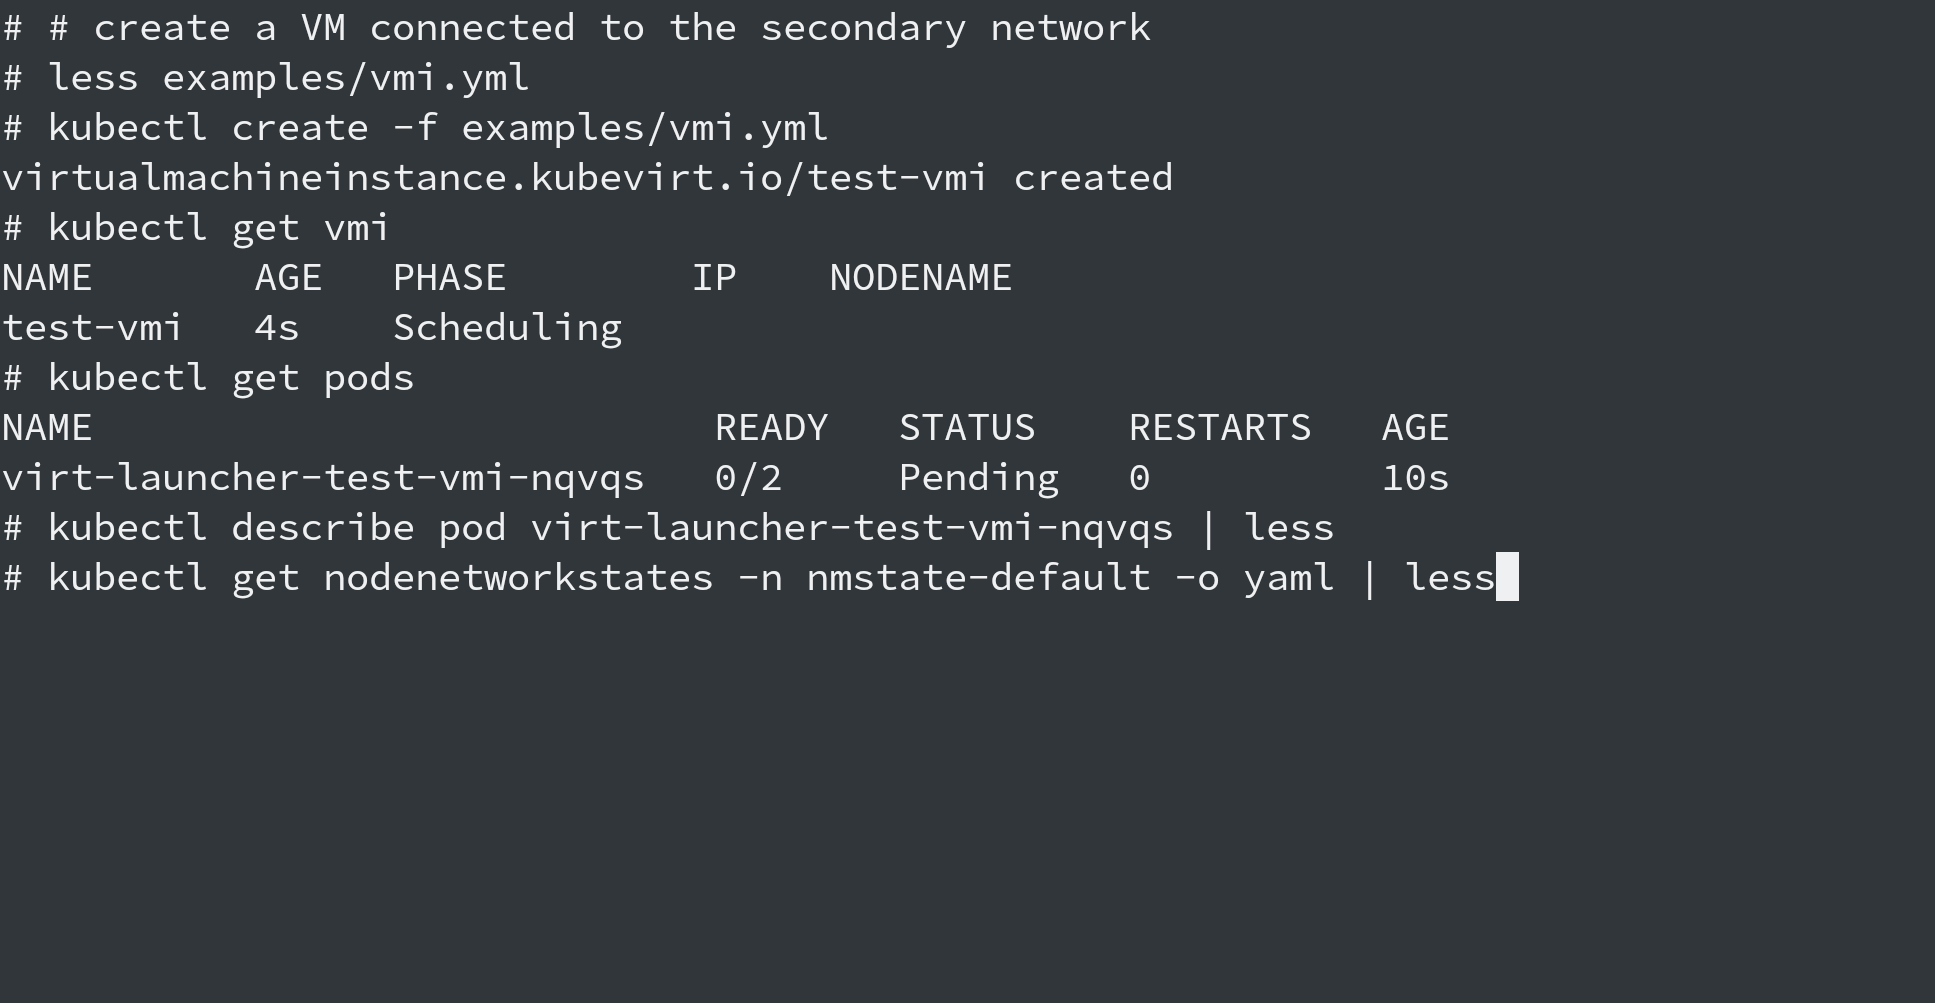 # # create a VM connected to the secondary network
# less examples/vmi.yml
# kubectl create -f examples/vmi.yml
virtualmachineinstance.kubevirt.io/test-vmi created
# kubectl get vmi
NAME       AGE   PHASE        IP    NODENAME
test-vmi   4s    Scheduling
# kubectl get pods
NAME                           READY   STATUS    RESTARTS   AGE
virt-launcher-test-vmi-nqvqs   0/2     Pending   0          10s
# kubectl describe pod virt-launcher-test-vmi-nqvqs | less
# kubectl get nodenetworkstates -n nmstate-default -o yaml | less